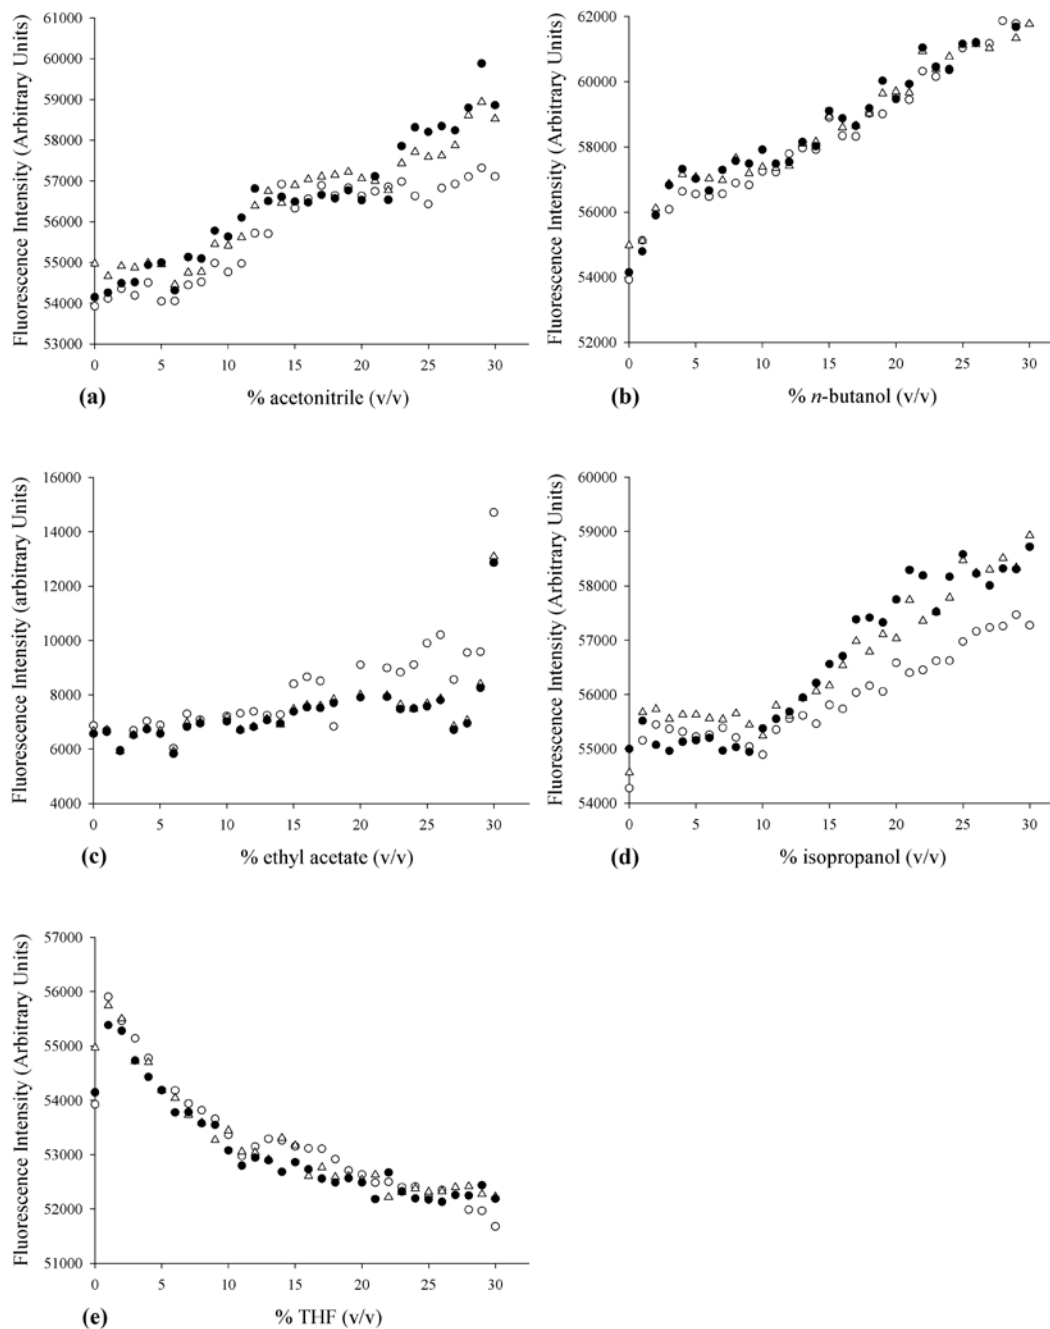 61000
60000
59000
58000
57000
56000
55000
54000
53000
Fluorescence Intensity (Arbitrary Units)
0 5 10 15 20 25 30
(a) % acetonitrile (v/v)
62000
60000
58000
56000
54000
52000
Fluorescence Intensity (Arbitrary Units)
0 5 10 15 20 25 30
(b) % n-butanol (v/v)
16000
14000
12000
10000
8000
6000
4000
Fluorescence Intensity (arbitrary Units)
0 5 10 15 20 25 30
(c) % ethyl acetate (v/v)
60000
59000
58000
57000
56000
55000
54000
Fluorescence Intensity (Arbitrary Units)
0 5 10 15 20 25 30
(d) % isopropanol (v/v)
57000
56000
55000
54000
53000
52000
51000
Fluorescence Intensity (Arbitrary Units)
0 5 10 15 20 25 30
(e) % THF (v/v)